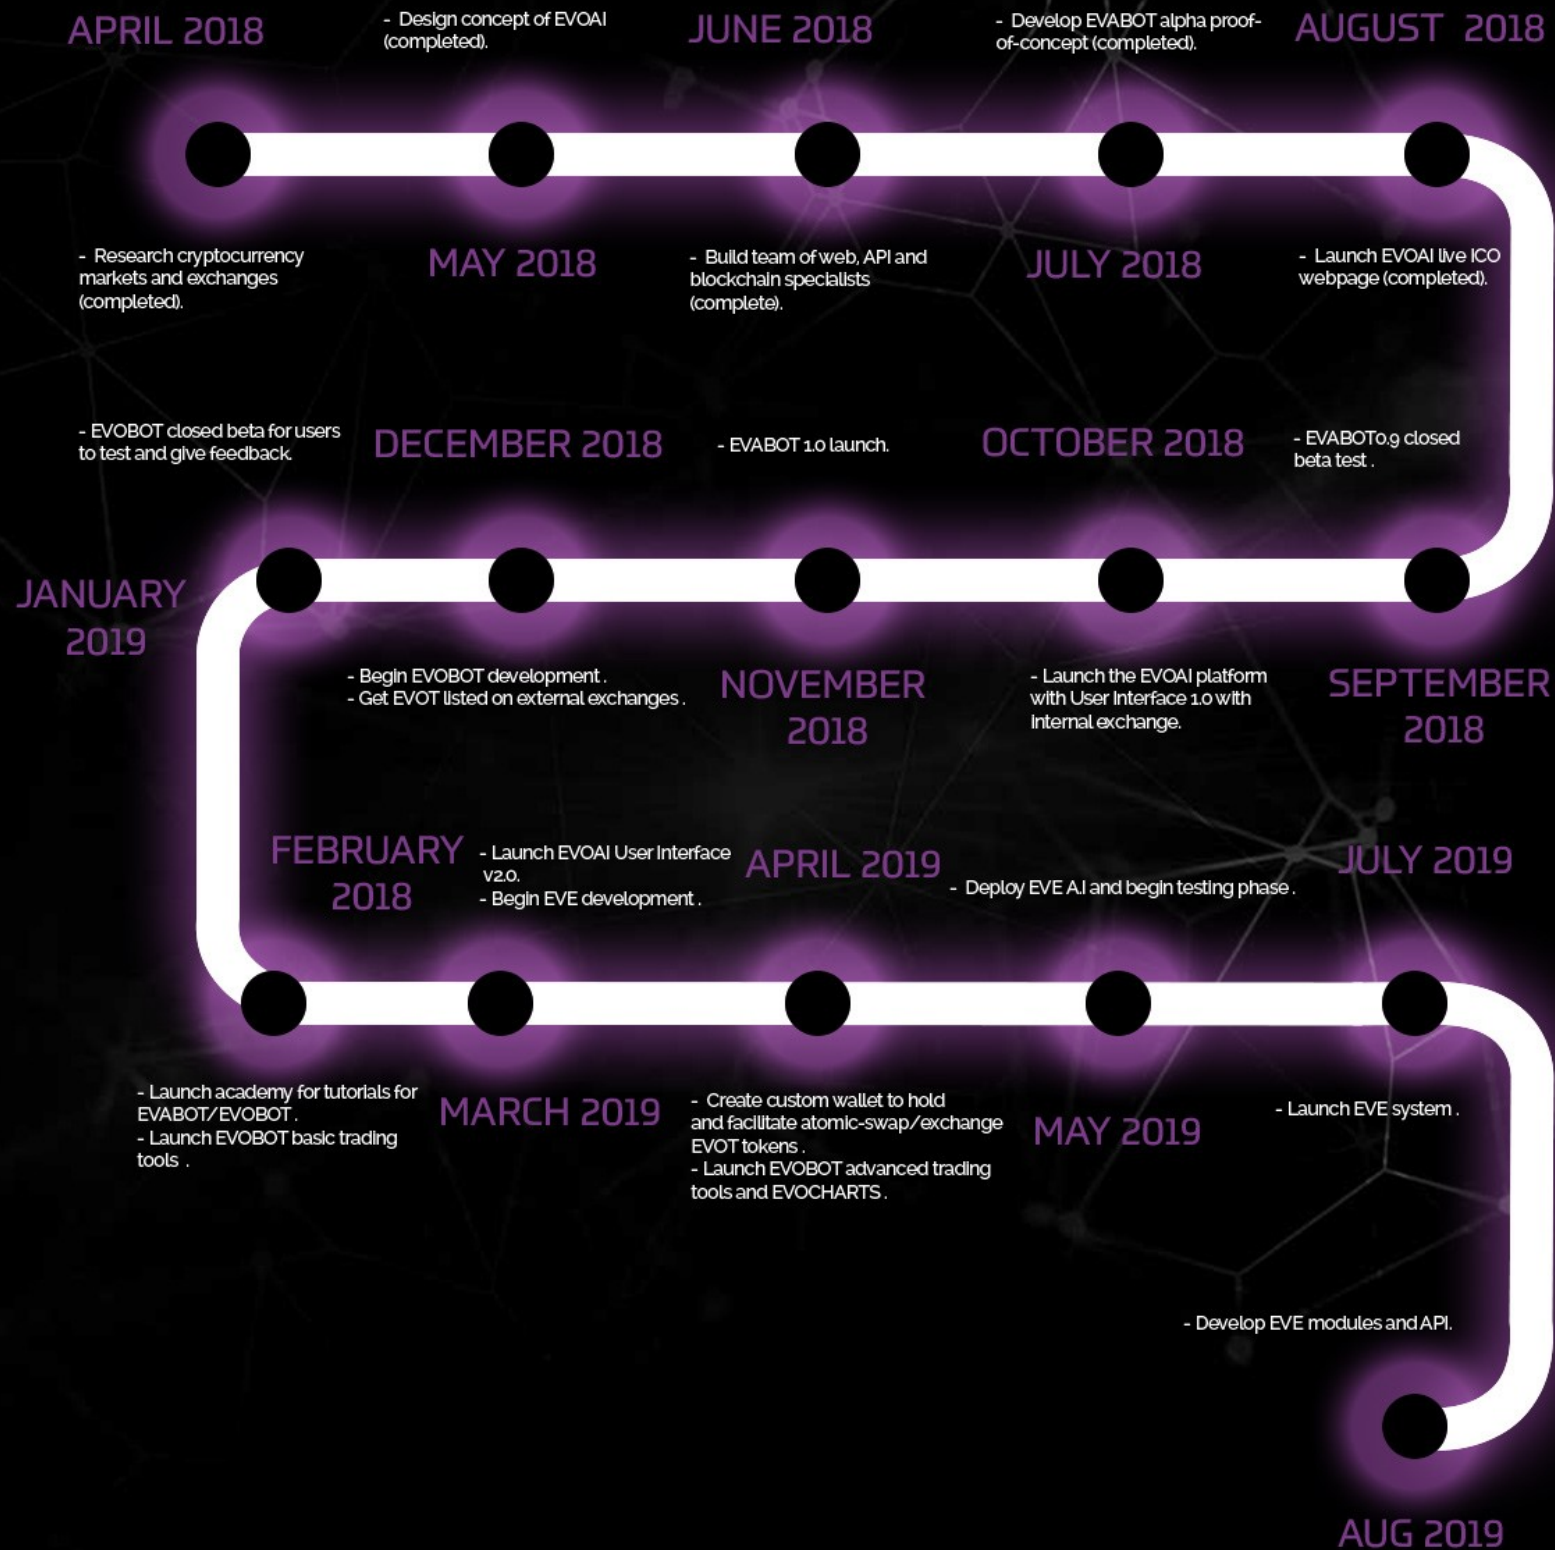 APRIL 2018
- Research cryptocurrency
markets and exchanges
(completed).
- Design concept of EVOAI
(completed).
MAY 2018
JUNE 2018
- Build team of web, API and
blockchain specialists
(complete).
- Develop EVABOT alpha proof-
of-concept (completed).
JULY 2018
AUGUST 2018
- Launch EVOAI live ICO
webpage (completed).
- EVABOT0.9 closed
beta test .
SEPTEMBER
2018
OCTOBER 2018
- Launch the EVOAI platform
with User Interface 1.0 with
internal exchange.
- EVABOT 1.0 launch.
NOVEMBER
2018
DECEMBER 2018
- Begin EVOBOT development .
- Get EVOT listed on external exchanges .
- EVOBOT closed beta for users
to test and give feedback.
JANUARY
2019
FEBRUARY
2018
- Launch academy for tutorials for
EVABOT/EVOBOT .
- Launch EVOBOT basic trading
tools .
- Launch EVOAI User Interface
v2.0.
- Begin EVE development .
MARCH 2019
APRIL 2019
- Create custom wallet to hold
and facilitate atomic-swap/exchange
EVOT tokens .
- Launch EVOBOT advanced trading
tools and EVOCHARTS .
- Deploy EVE A.I and begin testing phase .
MAY 2019
JULY 2019
- Launch EVE system .
- Develop EVE modules and API.
AUG 2019